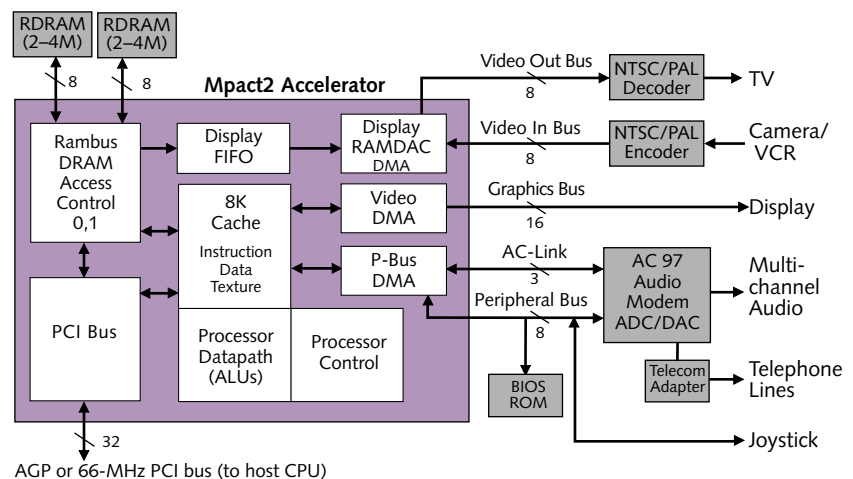 RDRAM
(2–4M)
RDRAM
(2–4M)
8
8
Mpact2 Accelerator
Rambus
DRAM
Access
Control
0,1
Display
FIFO
Display
RAMDAC
DMA
8K
Cache
Instruction
Data
Texture
Video
DMA
P-Bus
DMA
PCI Bus
Processor
Datapath
(ALUs)
Processor
Control
32
AGP or 66-MHz PCI bus (to host CPU)
Video Out Bus
8
NTSC/PAL
Decoder
TV
Video In Bus
8
NTSC/PAL
Encoder
Camera/
VCR
Graphics Bus
16
Display
AC-Link
3
Peripheral Bus
8
AC 97
Audio
Modem
ADC/DAC
Multi-
channel
Audio
BIOS
ROM
Telecom
Adapter
Telephone
Lines
Joystick